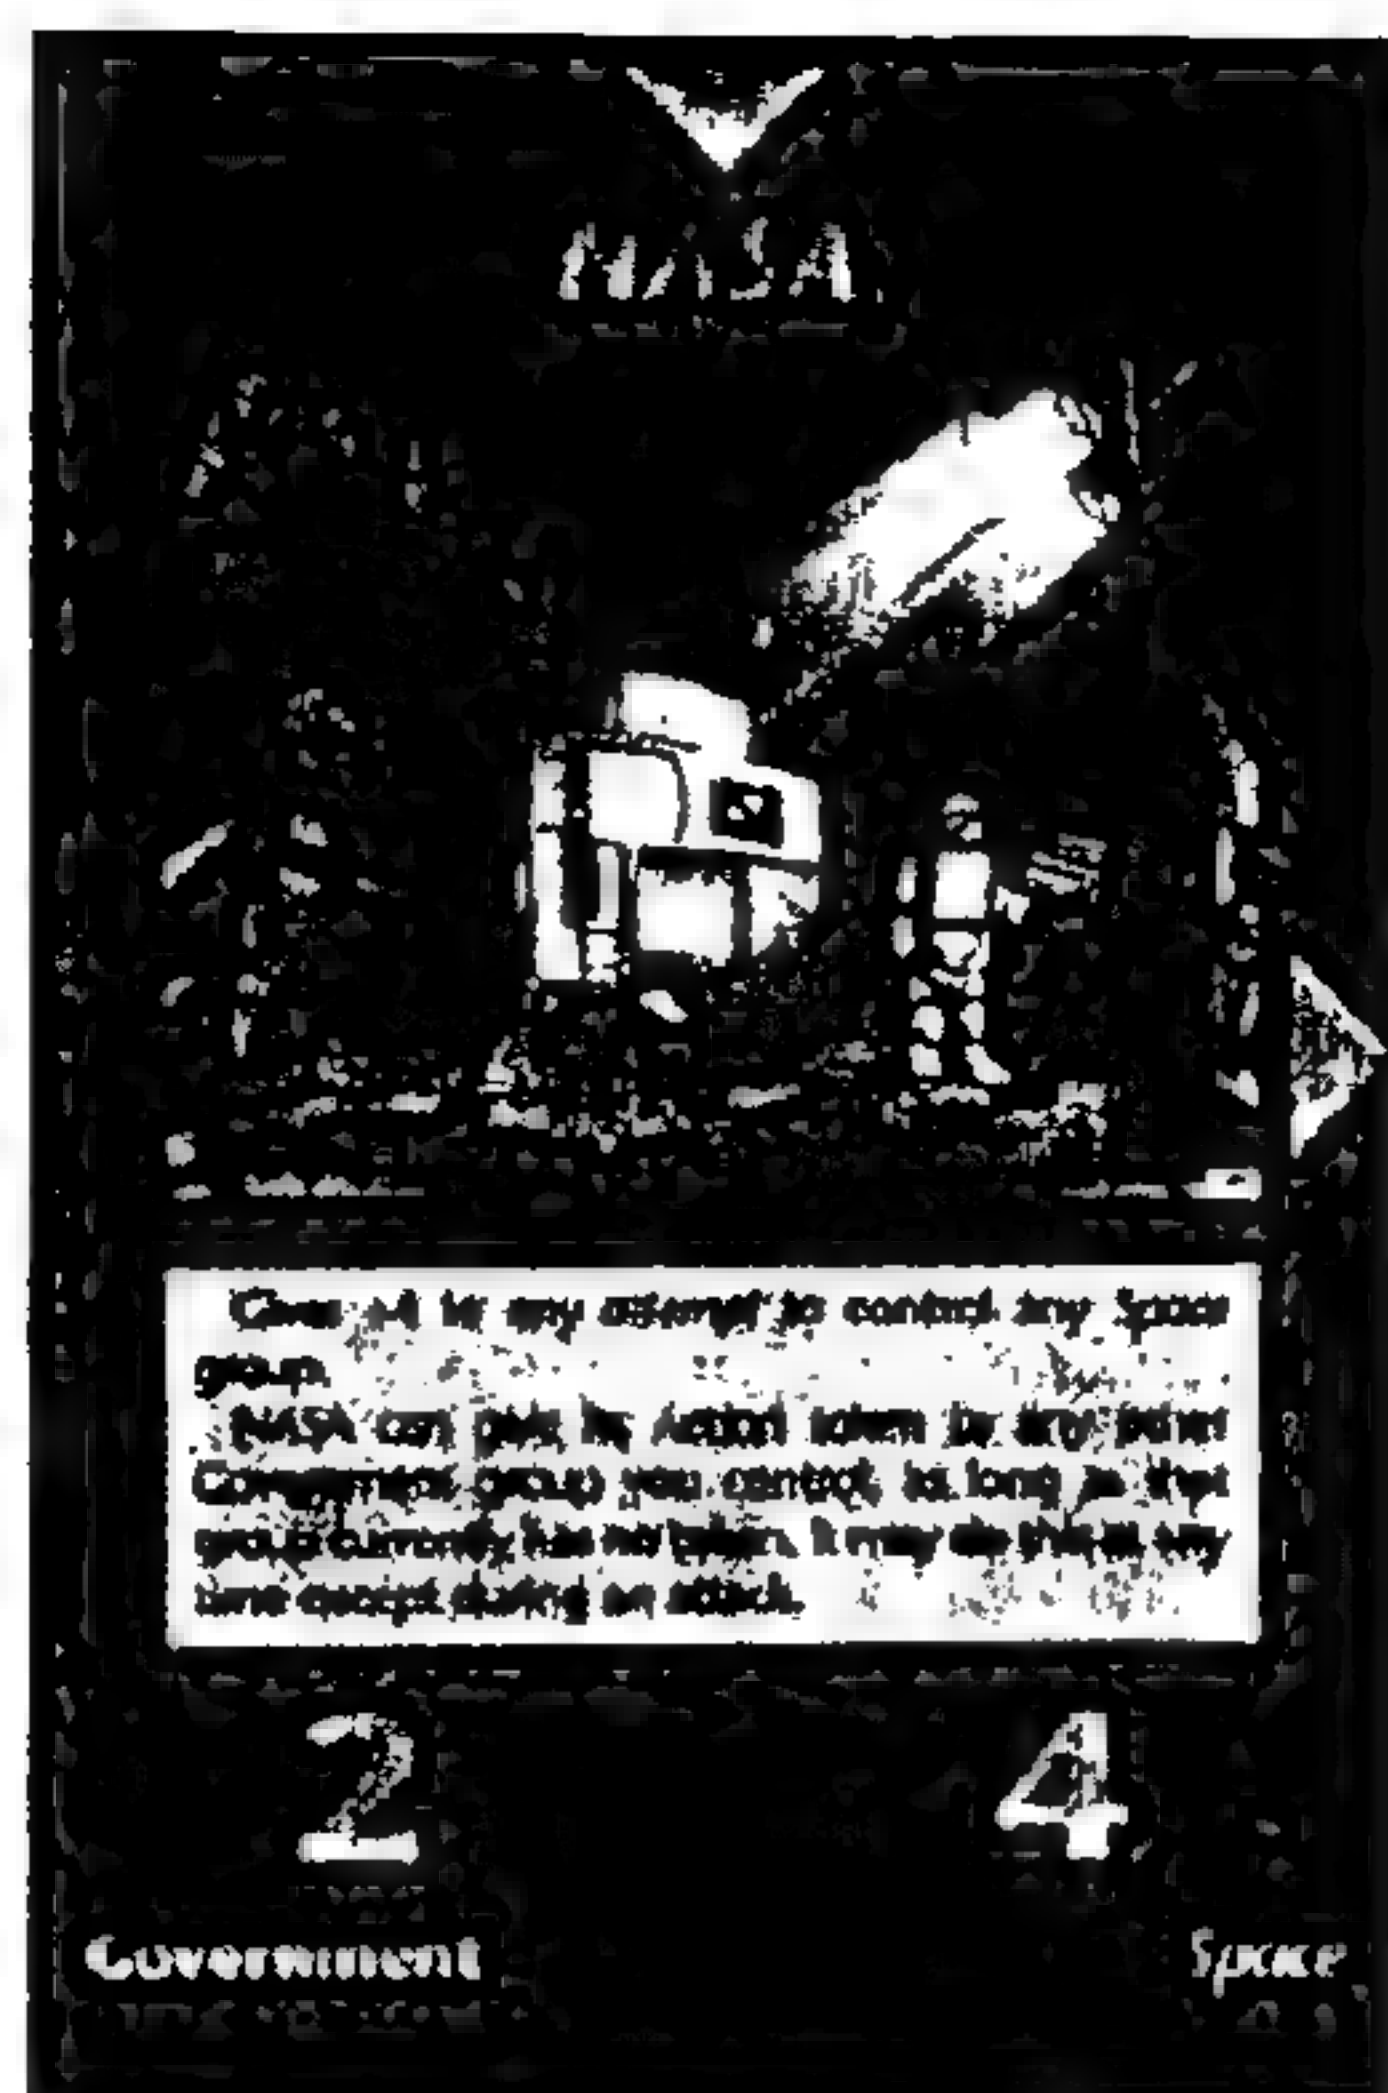 NASA
Gives +4 to any attempt to control any Space
group.
NASA can give its Action token to any other
Government group you control, as long as that
group currently has no token. It may do this at any
time except during an attack.
2
4
Government
Space